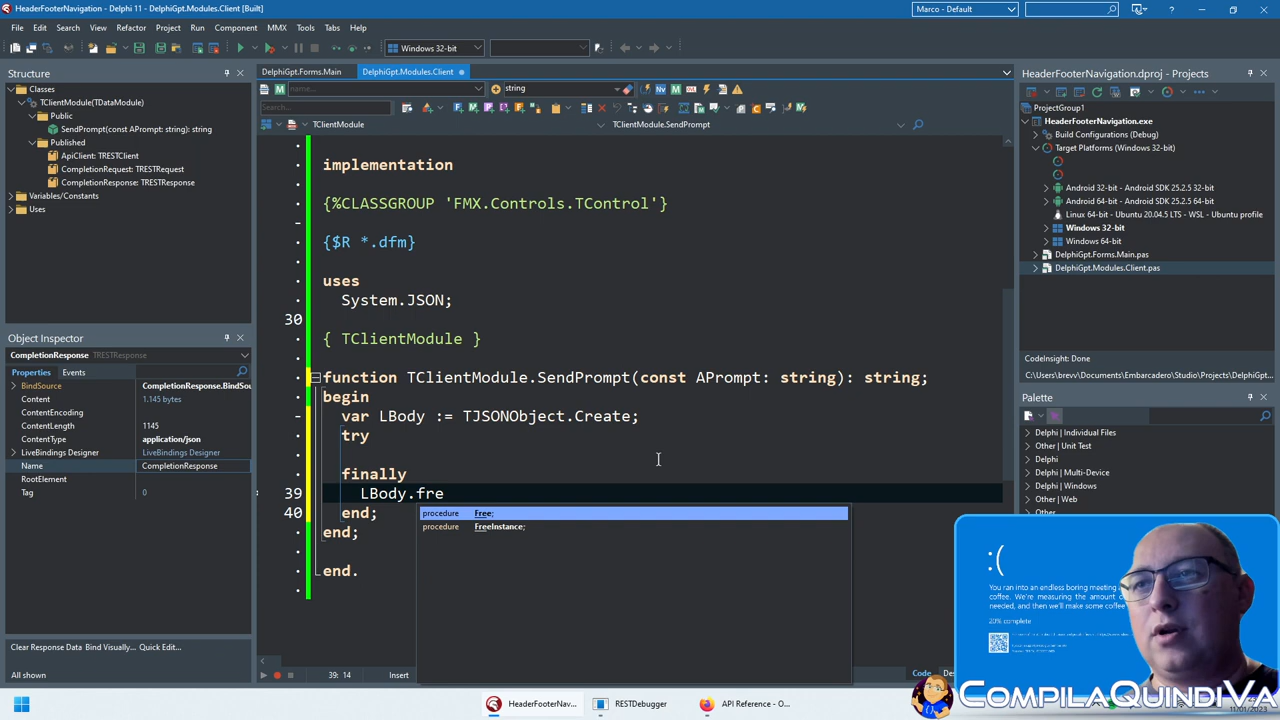 HeaderFooterNavigation - Delphi 11 - DelphiGpt.Modules.Client [Built]
Marco - Default
File Edit Search View Refactor Project Run Component MMX Tools Tabs Help
Windows 32-bit
Structure
Classes
TClientModule(TDataModule)
Public
SendPrompt(const APrompt: string): string
Published
ApiClient: TRESTClient
CompletionRequest: TRESTRequest
CompletionResponse: TRESTResponse
Variables/Constants
Uses
Object Inspector
CompletionResponse TRESTResponse
Properties Events
BindSource CompletionResponse.BindSou
Content 1.145 bytes
ContentEncoding
ContentLength 1145
ContentType application/json
LiveBindings Designer LiveBindings Designer
Name CompletionResponse
RootElement
Tag 0
Clear Response Data Bind Visually... Quick Edit...
All shown
DelphiGpt.Forms.Main DelphiGpt.Modules.Client
name... string
Search...
TClientModule TClientModule.SendPrompt
implementation
{%CLASSGROUP 'FMX.Controls.TControl'}
{$R *.dfm}
uses
System.JSON;
30
{ TClientModule }
function TClientModule.SendPrompt(const APrompt: string): string;
begin
var LBody := TJSONObject.Create;
try
finally
39 LBody.fre
40 end;
procedure Free;
procedure FreeInstance;
end;
end.
39: 14 Insert
Code
HeaderFooterNavigation.dproj - Projects
ProjectGroup1
HeaderFooterNavigation.exe
Build Configurations (Debug)
Target Platforms (Windows 32-bit)
Android 32-bit - Android SDK 25.2.5 32-bit
Android 64-bit - Android SDK 25.2.5 64-bit
Linux 64-bit - Ubuntu 20.04.5 LTS - WSL - Ubuntu profile
Windows 32-bit
Windows 64-bit
DelphiGpt.Forms.Main.pas
DelphiGpt.Modules.Client.pas
CodeInsight: Done
C:\Users\brevv\Documents\Embarcadero\Studio\Projects\DelphiGpt...
Palette
Delphi | Individual Files
Other | Unit Test
Delphi
Delphi | Multi-Device
Delphi | Windows
Other | Web
Other
:(
You ran into an endless boring meeting
coffee. We're measuring the amount
needed, and then we'll make some coffee
20% complete
COMPILAQUINDIVA
HeaderFooterNav...
RESTDebugger
API Reference - O...
11/01/2023